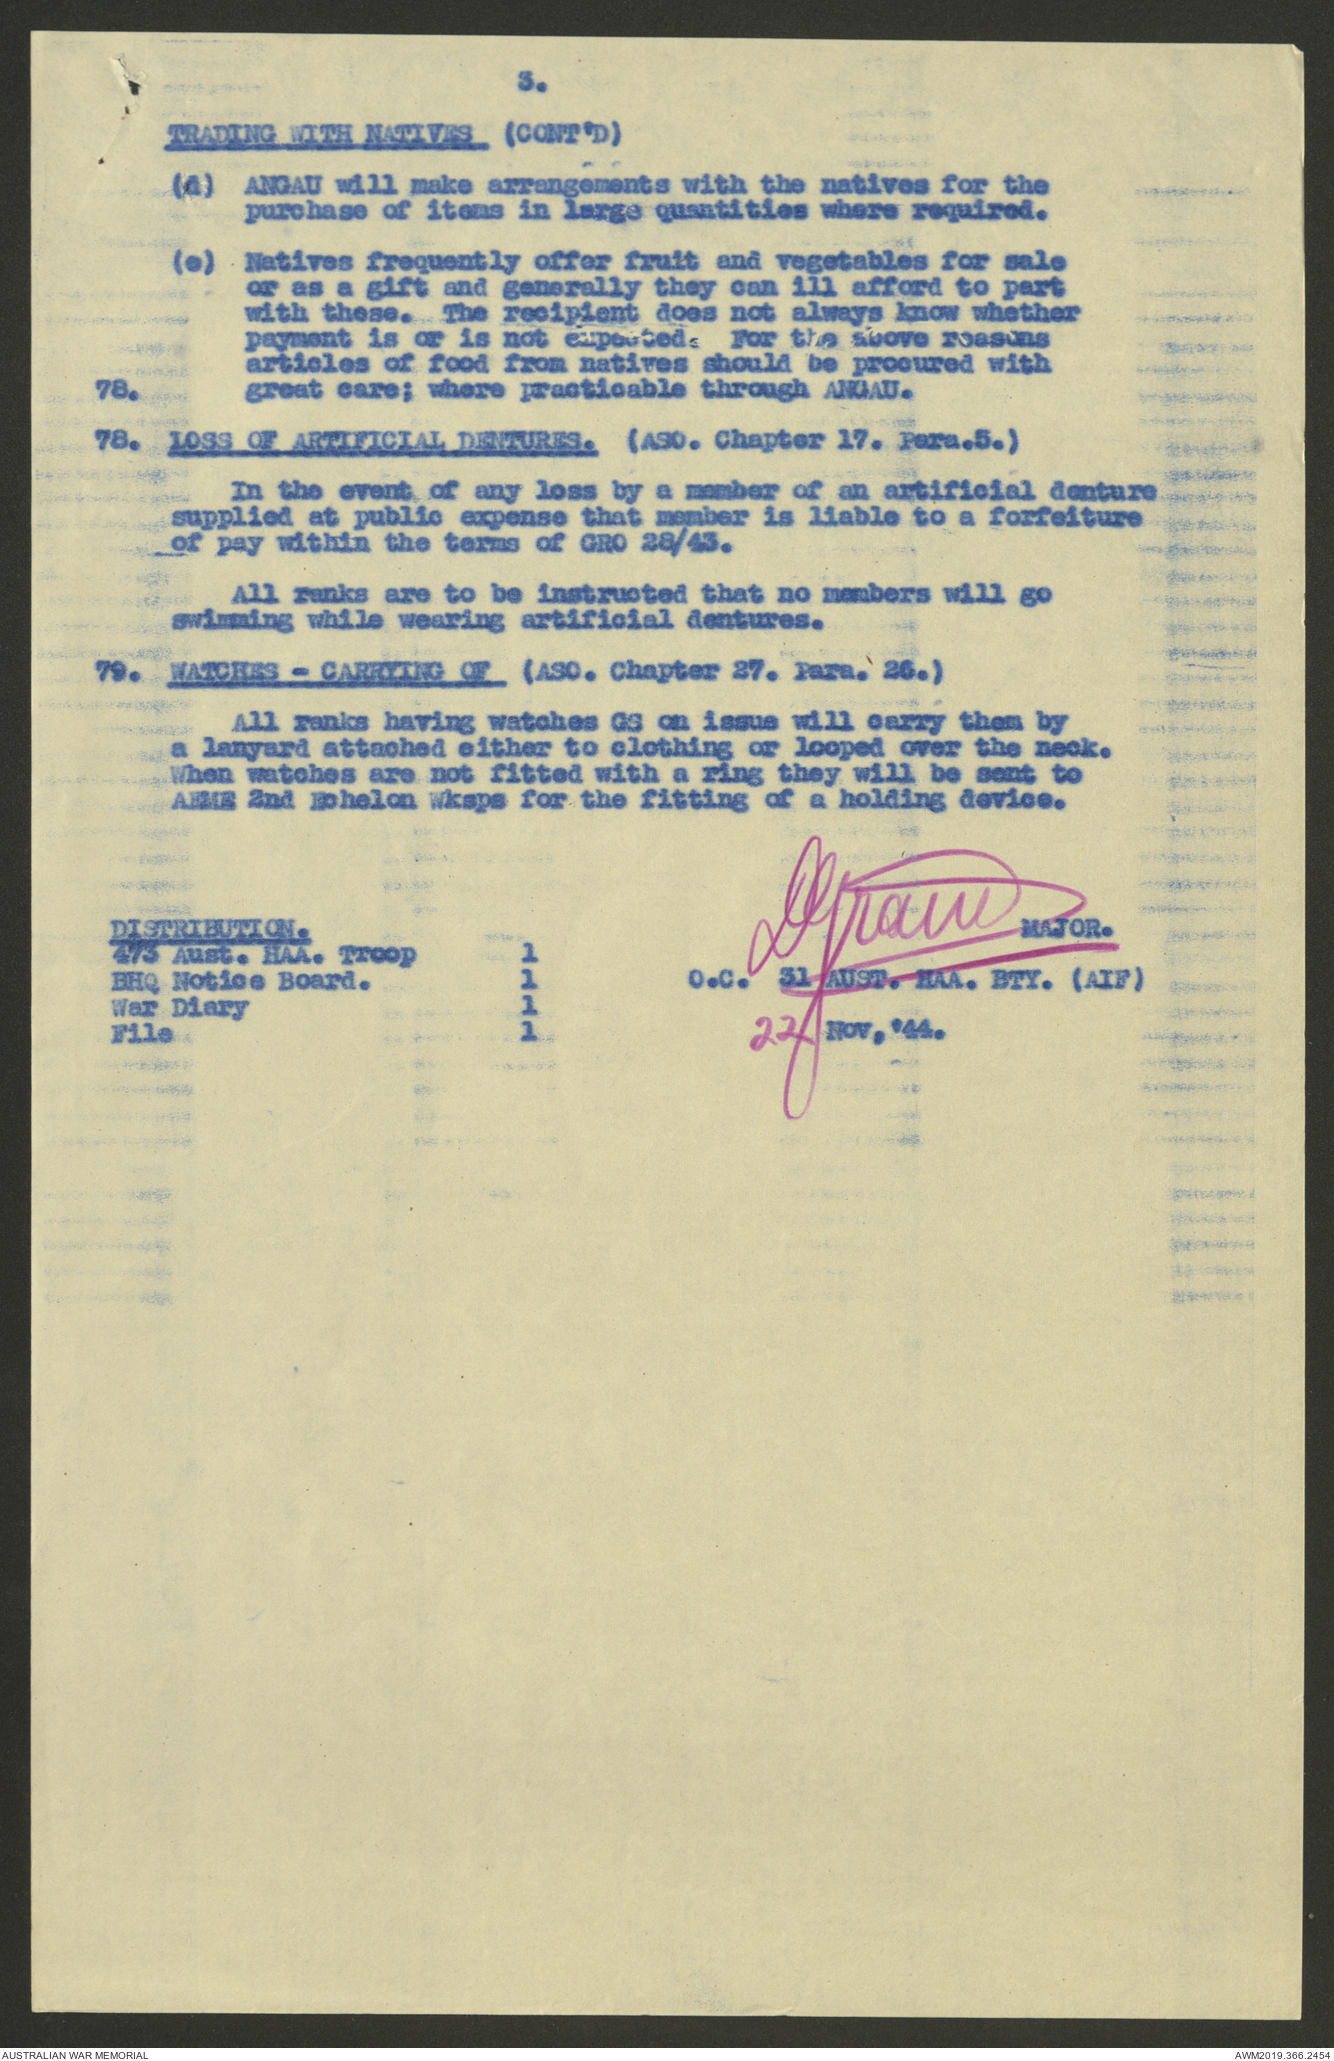 3.
TRADING WITH NATIVES (CONT'D)
(d) ANGAU will make arrangements with the natives for the
purchase of items in large quantities where required.
(e) Natives frequently offer fruit and vegetables for sale
or as a gift and generally they can ill afford to part
with these. The recipient does not always know whether
payment is or is not expected. For the above reasons
articles of food from natives should be procured with
78. great care; where practicable through ANGAU.
78. LOSS OF ARTIFICIAL DENTURES. (ASO. Chapter 17. Para.5.)
In the event of any loss by a member of an artificial denture
supplied at public expense that member is liable to a forfeiture
of pay within the terms of GRO 28/43.
All ranks are to be instructed that no members will go
swimming while wearing artificial dentures.
79. WATCHES - CARRYING OF (ASO. Chapter 27. Para. 26.)
All ranks having watches GS on issue will carry them by
a lanyard attached either to clothing or looped over the neck.
When watches are not fitted with a ring they will be sent to
AEME 2nd Echelon Wksps for the fitting of a holding device.
MAJOR.
O.C. 31 AUST. HAA. BTY. (AIF)
22 Nov, '44.
DISTRIBUTION.
473 Aust. HAA. Troop 1
BHQ Notice Board. 1
War Diary 1
File 1
AUSTRALIAN WAR MEMORIAL
AWM2019.366.2454